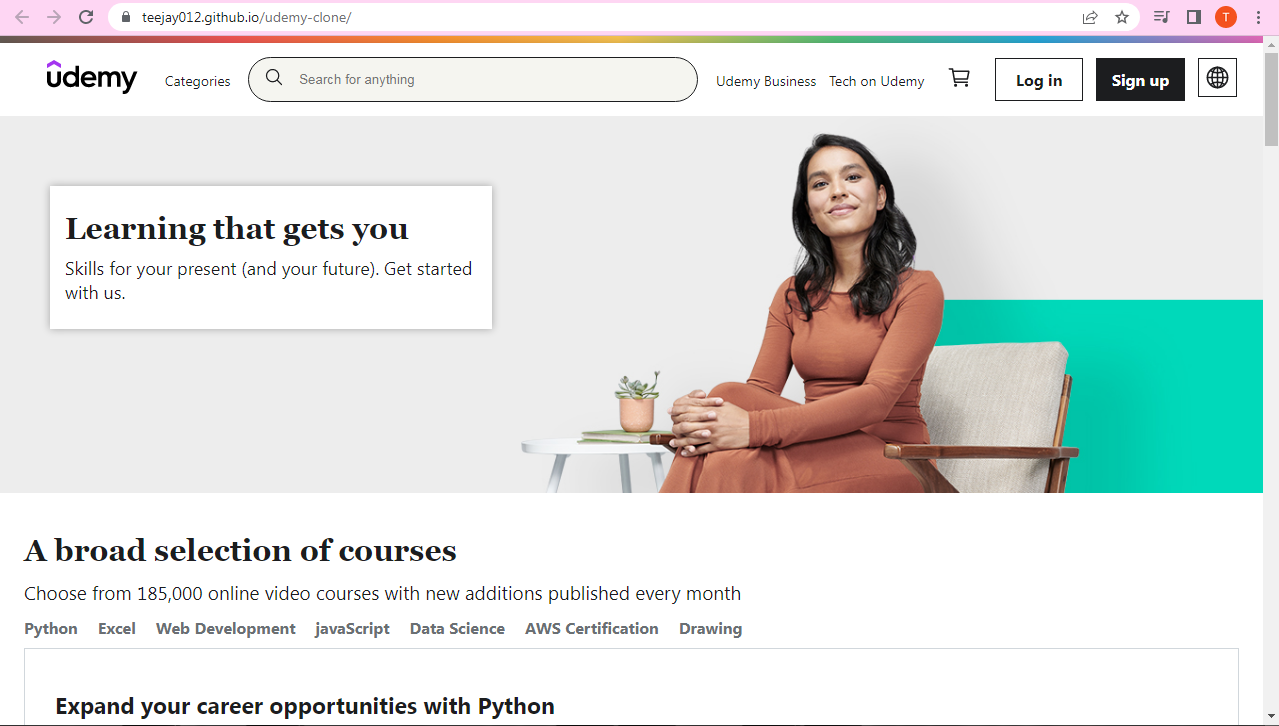 teejay012.github.io/udemy-clone/
T
udemy
Categories
Search for anything
Udemy Business
Tech on Udemy
Log in
Sign up
Learning that gets you
Skills for your present (and your future). Get started
with us.
A broad selection of courses
Choose from 185,000 online video courses with new additions published every month
Python Excel Web Development javaScript Data Science AWS Certification Drawing
Expand your career opportunities with Python